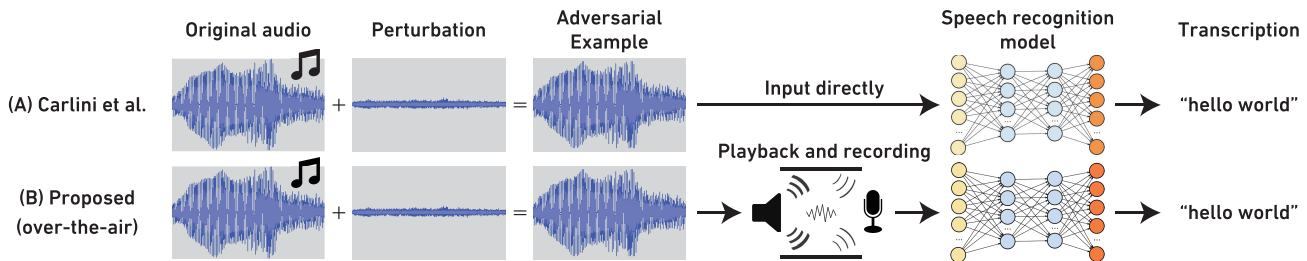 Original audio
Perturbation
Adversarial
Example
Speech recognition
model
Transcription
(A) Carlini et al.
+
=
Input directly
...
...
...
...
“hello world”
Playback and recording
(B) Proposed
(over-the-air)
+
=
...
...
...
...
“hello world”